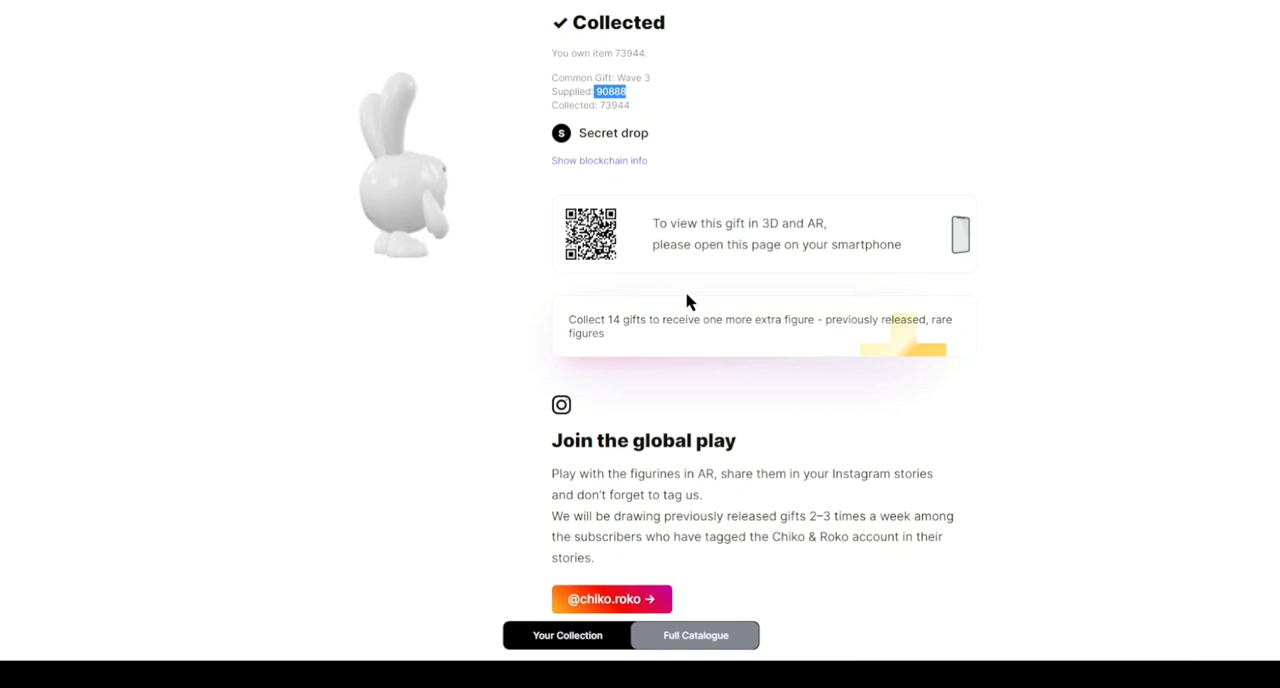 ✓ Collected
You own item 73944.
Common Gift: Wave 3
Supplied: 90888
Collected: 73944
S Secret drop
Show blockchain info
To view this gift in 3D and AR,
please open this page on your smartphone
Collect 14 gifts to receive one more extra figure - previously released, rare
figures
Join the global play
Play with the figurines in AR, share them in your Instagram stories
and don't forget to tag us.
We will be drawing previously released gifts 2–3 times a week among
the subscribers who have tagged the Chiko & Roko account in their
stories.
@chiko.roko →
Your Collection Full Catalogue